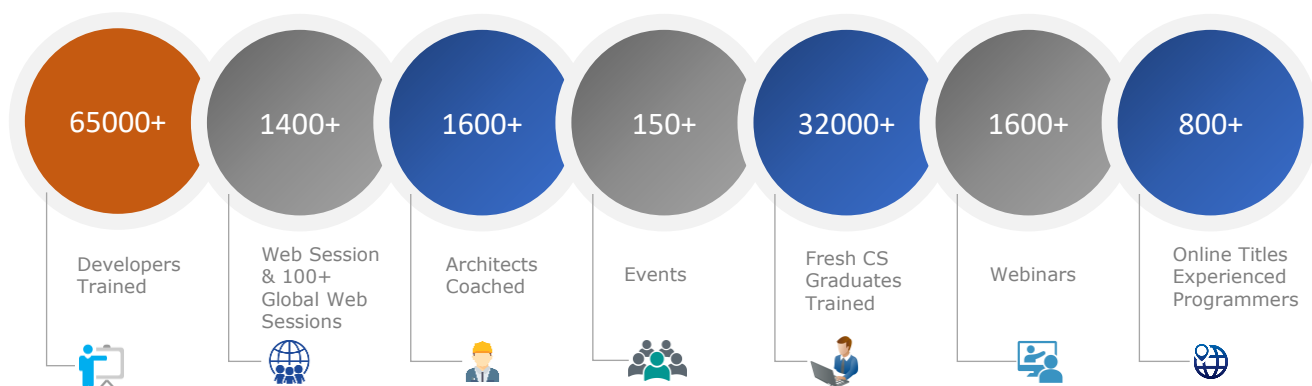 65000+
1400+
1600+
150+
32000+
1600+
800+
Developers
Trained
Web Session
& 100+
Global Web
Sessions
Architects
Coached
Events
Fresh CS
Graduates
Trained
Webinars
Online Titles
Experienced
Programmers